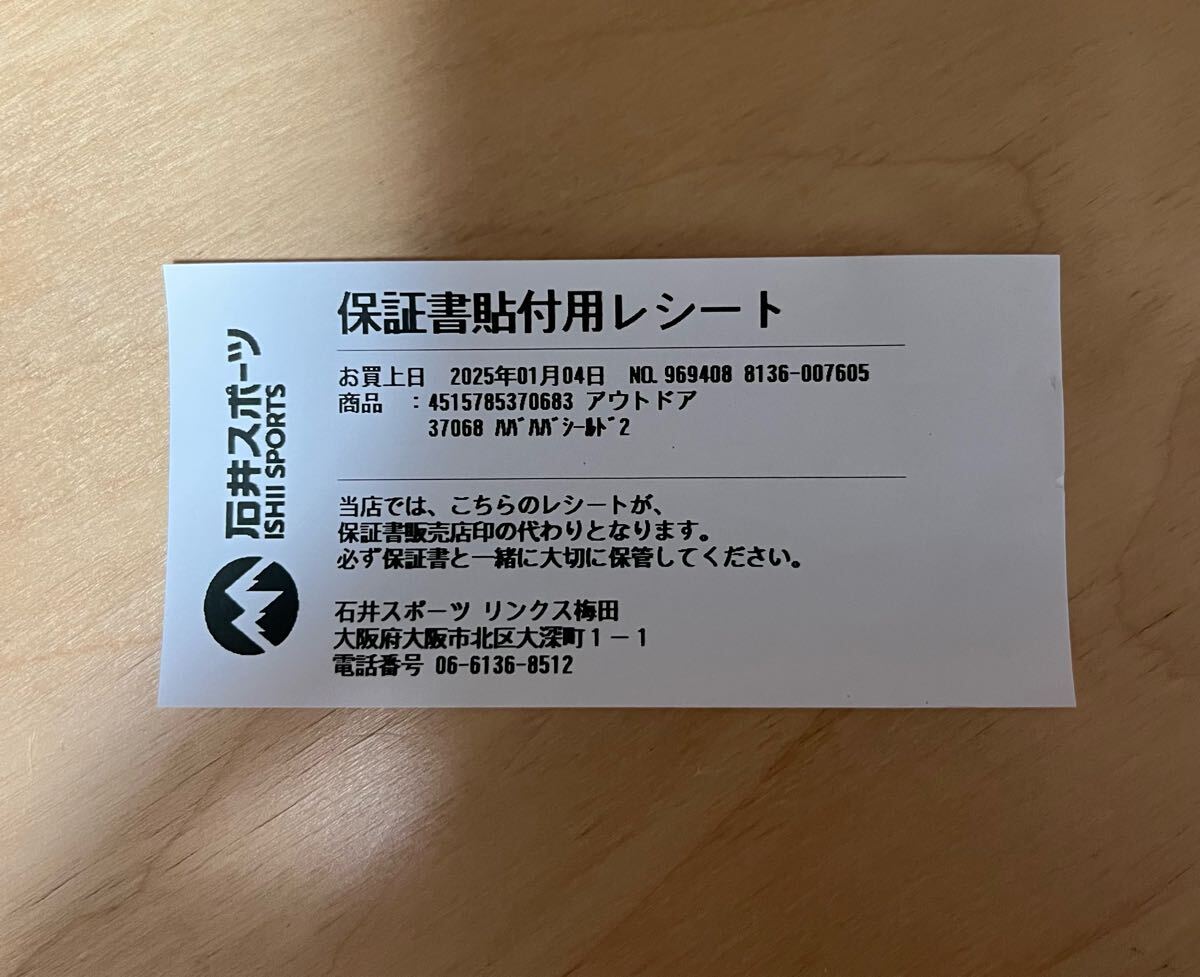 保証書貼付用レシート
お買上日 2025年01月04日 NO. 969408 8136-007605
商品 : 4515785370683 アウトドア
37068 ﾊﾊﾞﾊﾊﾞｼｰﾙﾄﾞ2
当店では、こちらのレシートが、
保証書販売店印の代わりとなります。
必ず保証書と一緒に大切に保管してください。
石井スポーツ リンクス梅田
大阪府大阪市北区大深町1-1
電話番号 06-6136-8512
石井スポーツ
ISHII SPORTS